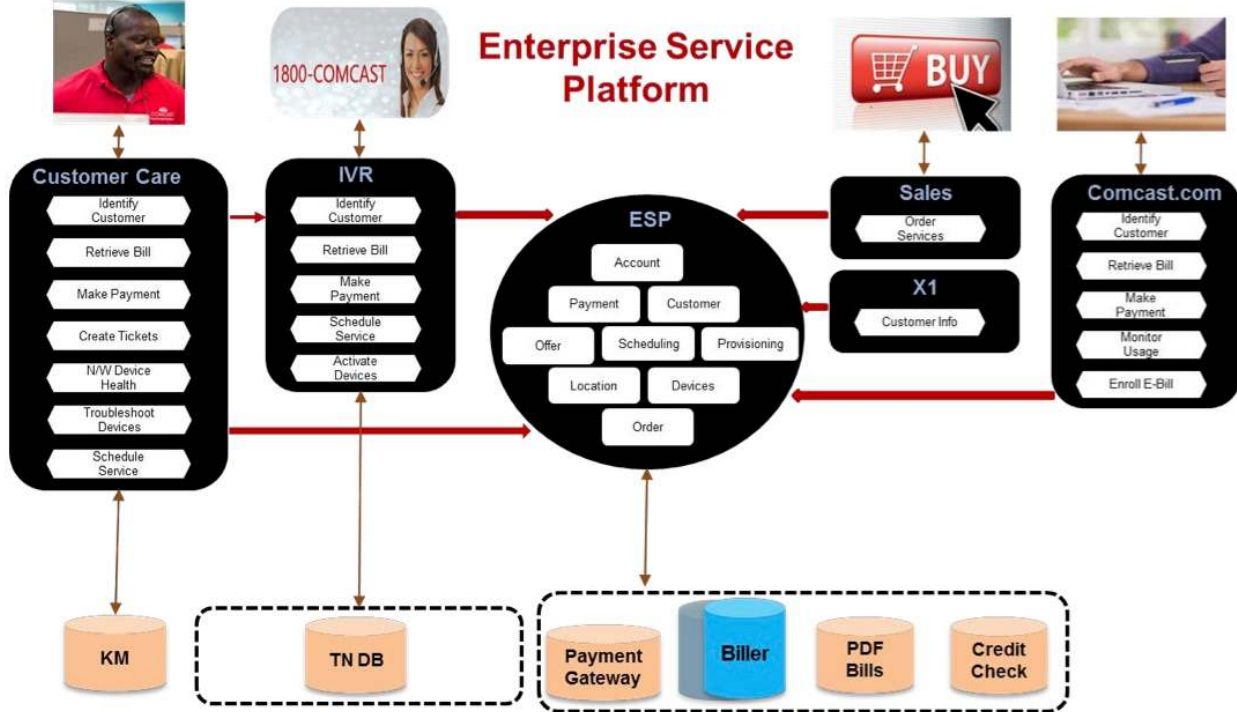 Enterprise Service
Platform
1800-COMCAST
BUY
Customer Care
Identify
Customer
Retrieve Bill
Make Payment
Create Tickets
N/W Device
Health
Troubleshoot
Devices
Schedule
Service
IVR
Identify
Customer
Retrieve Bill
Make
Payment
Schedule
Service
Activate
Devices
ESP
Account
Payment
Customer
Offer
Scheduling
Provisioning
Location
Devices
Order
Sales
Order
Services
X1
Customer Info
Comcast.com
Identify
Customer
Retrieve Bill
Make
Payment
Monitor
Usage
Enroll E-Bill
KM
TN DB
Payment
Gateway
Biller
PDF
Bills
Credit
Check